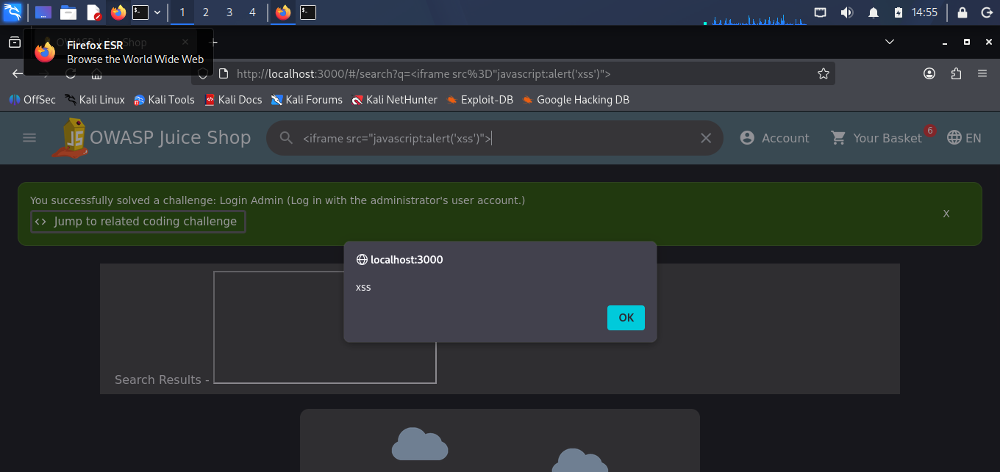 1 2 3 4 14:55
OWASP Juice Shop
Firefox ESR
Browse the World Wide Web
http://localhost:3000/#/search?q=<iframe src%3D"javascript:alert('xss')">
OffSec Kali Linux Kali Tools Kali Docs Kali Forums Kali NetHunter Exploit-DB Google Hacking DB
JS OWASP Juice Shop <iframe src="javascript:alert('xss')"> Account Your Basket 6 EN
You successfully solved a challenge: Login Admin (Log in with the administrator's user account.)
<> Jump to related coding challenge
X
localhost:3000
xss
OK
Search Results -